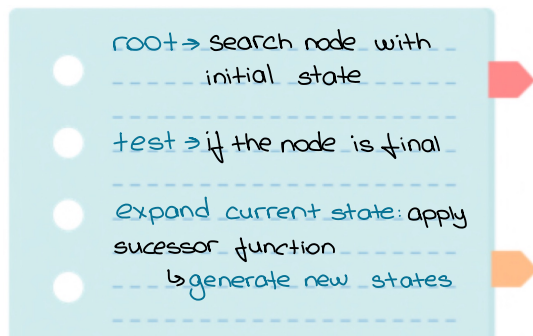 root → search node with
initial state
test → if the node is final
expand current state: apply
sucessor function
↳ generate new states